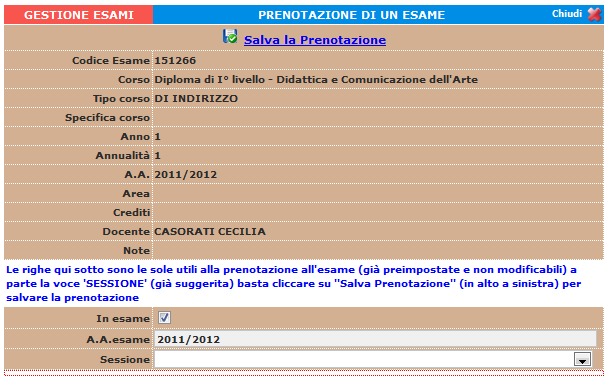 GESTIONE ESAMI PRENOTAZIONE DI UN ESAME Chiudi
Salva la Prenotazione
Codice Esame 151266
Corso Diploma di I° livello - Didattica e Comunicazione dell'Arte
Tipo corso DI INDIRIZZO
Specifica corso
Anno 1
Annualità 1
A.A. 2011/2012
Area
Crediti
Docente CASORATI CECILIA
Note
Le righe qui sotto sono le sole utili alla prenotazione all'esame (già preimpostate e non modificabili) a
parte la voce 'SESSIONE' (già suggerita) basta cliccare su "Salva Prenotazione" (in alto a sinistra) per
salvare la prenotazione
In esame
A.A.esame 2011/2012
Sessione